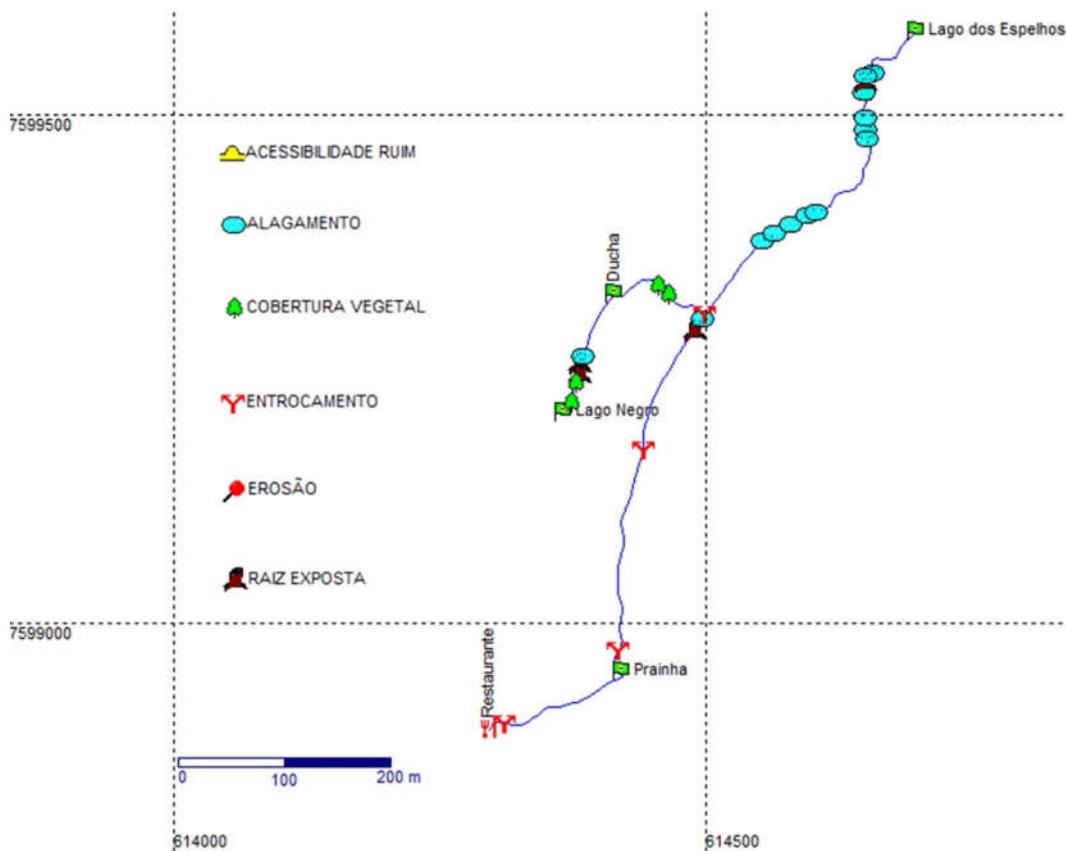 Lago dos Espelhos
7599500
ACESSIBILIDADE RUIM
ALAGAMENTO
Ducha
COBERTURA VEGETAL
ENTROCAMENTO
Lago Negro
EROSÃO
RAIZ EXPOSTA
7599000
Restaurante
Prainha
0 100 200 m
614000 614500